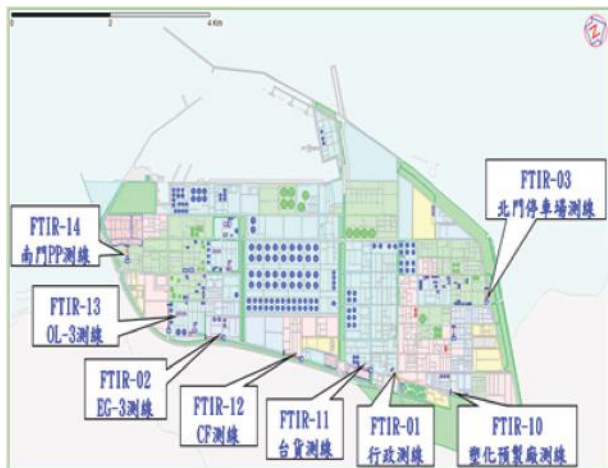 0 2 4 Km
Z
FTIR-03
北門停車場測線
FTIR-14
南門PP測線
FTIR-13
OL-3測線
FTIR-02
EG-3測線
FTIR-12
CF測線
FTIR-11
台貨測線
FTIR-01
行政測線
FTIR-10
塑化預製廠測線